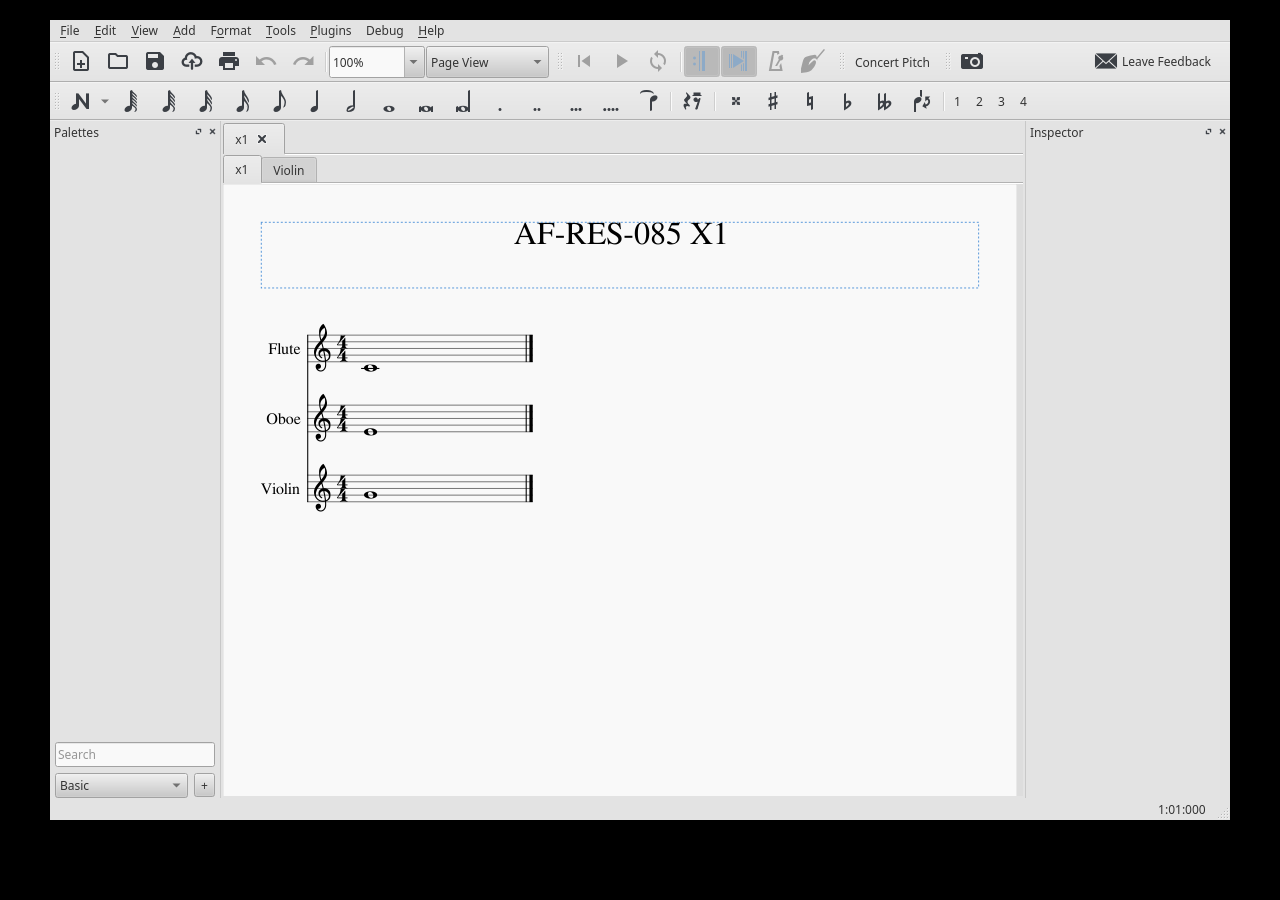 File Edit View Add Format Tools Plugins Debug Help
100% Page View Concert Pitch Leave Feedback
1 2 3 4
Palettes
x1
Inspector
x1 Violin
AF-RES-085 X1
Flute
Oboe
Violin
Search
Basic +
1:01:000